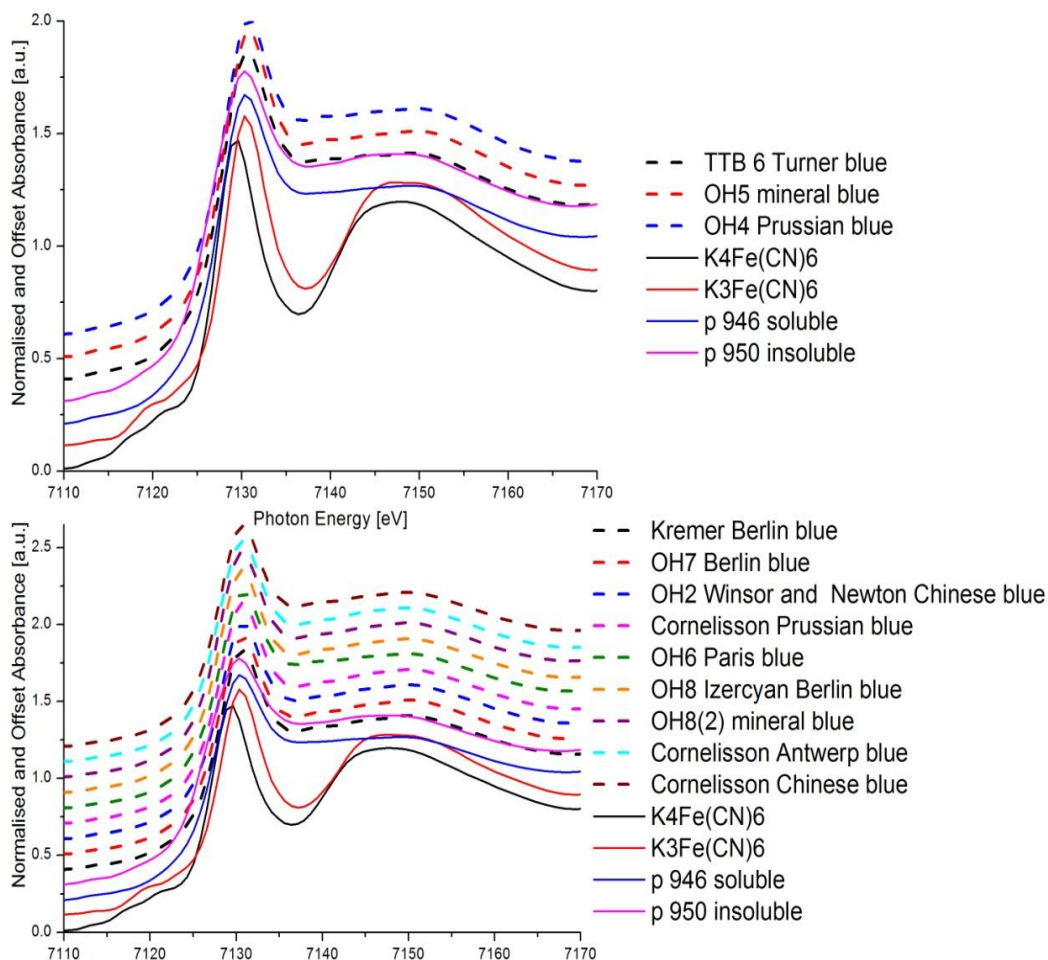 Normalised and Offset Absorbance [a.u.]
2.0
1.5
1.0
0.5
0.0
7110 7120 7130 7140 7150 7160 7170
Photon Energy [eV]
TTB 6 Turner blue
OH5 mineral blue
OH4 Prussian blue
K4Fe(CN)6
K3Fe(CN)6
p 946 soluble
p 950 insoluble
Normalised and Offset Absorbance [a.u.]
2.5
2.0
1.5
1.0
0.5
0.0
7110 7120 7130 7140 7150 7160 7170
Kremer Berlin blue
OH7 Berlin blue
OH2 Winsor and Newton Chinese blue
Cornelisson Prussian blue
OH6 Paris blue
OH8 Izercyan Berlin blue
OH8(2) mineral blue
Cornelisson Antwerp blue
Cornelisson Chinese blue
K4Fe(CN)6
K3Fe(CN)6
p 946 soluble
p 950 insoluble